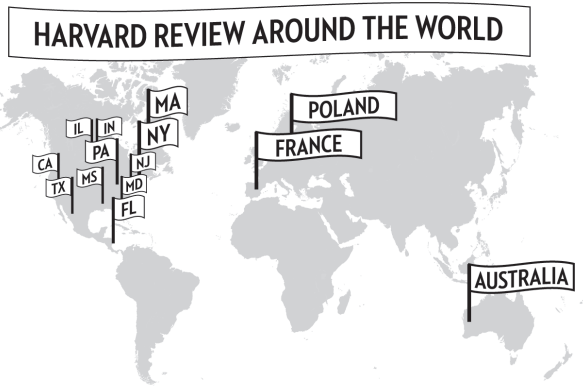 HARVARD REVIEW AROUND THE WORLD
MA
POLAND
IL
IN
NY
FRANCE
PA
CA
NJ
TX
MS
MD
FL
AUSTRALIA